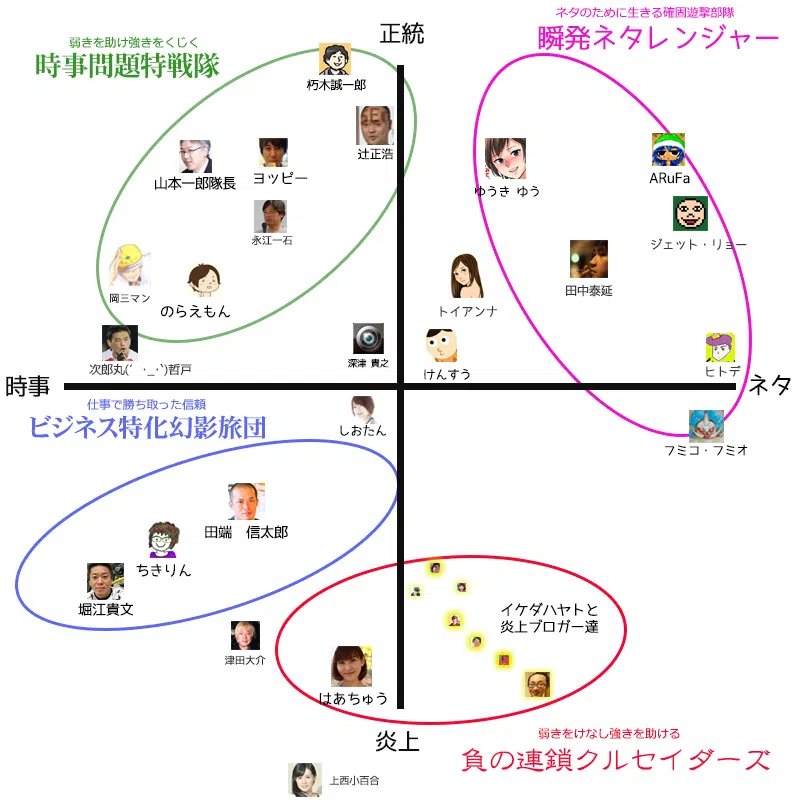 正統
ネタのために生きる確固遊撃部隊
瞬発ネタレンジャー
弱きを助け強きをくじく
時事問題特戦隊
朽木誠一郎
辻正浩
山本一郎隊長
ヨッピー
ゆうき ゆう
ARuFa
永江一石
ジェット・リョー
岡三マン
のらえもん
トイアンナ
田中泰延
次郎丸(´・_・`)哲戸
深津 貴之
けんすう
ヒトデ
時事
ネタ
仕事で勝ち取った信頼
ビジネス特化幻影旅団
しおたん
フミコ・フミオ
田端 信太郎
ちきりん
堀江貴文
イケダハヤトと
炎上ブロガー達
津田大介
はあちゅう
炎上
弱きをけなし強きを助ける
負の連鎖クルセイダーズ
上西小百合